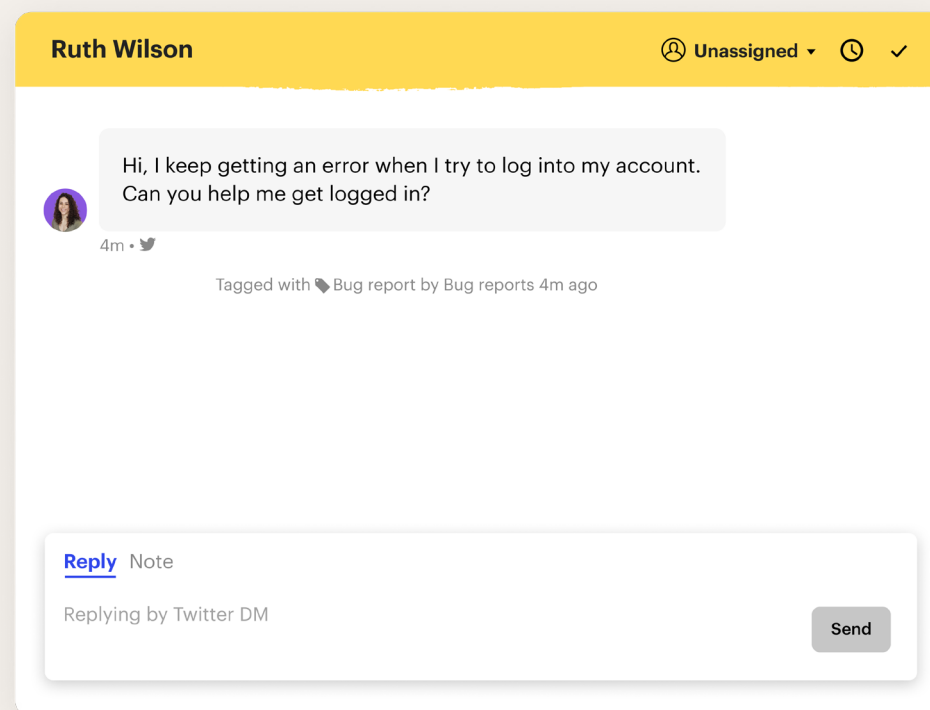 Ruth Wilson
Unassigned
Hi, I keep getting an error when I try to log into my account.
Can you help me get logged in?
4m •
Tagged with Bug report by Bug reports 4m ago
Reply Note
Replying by Twitter DM
Send